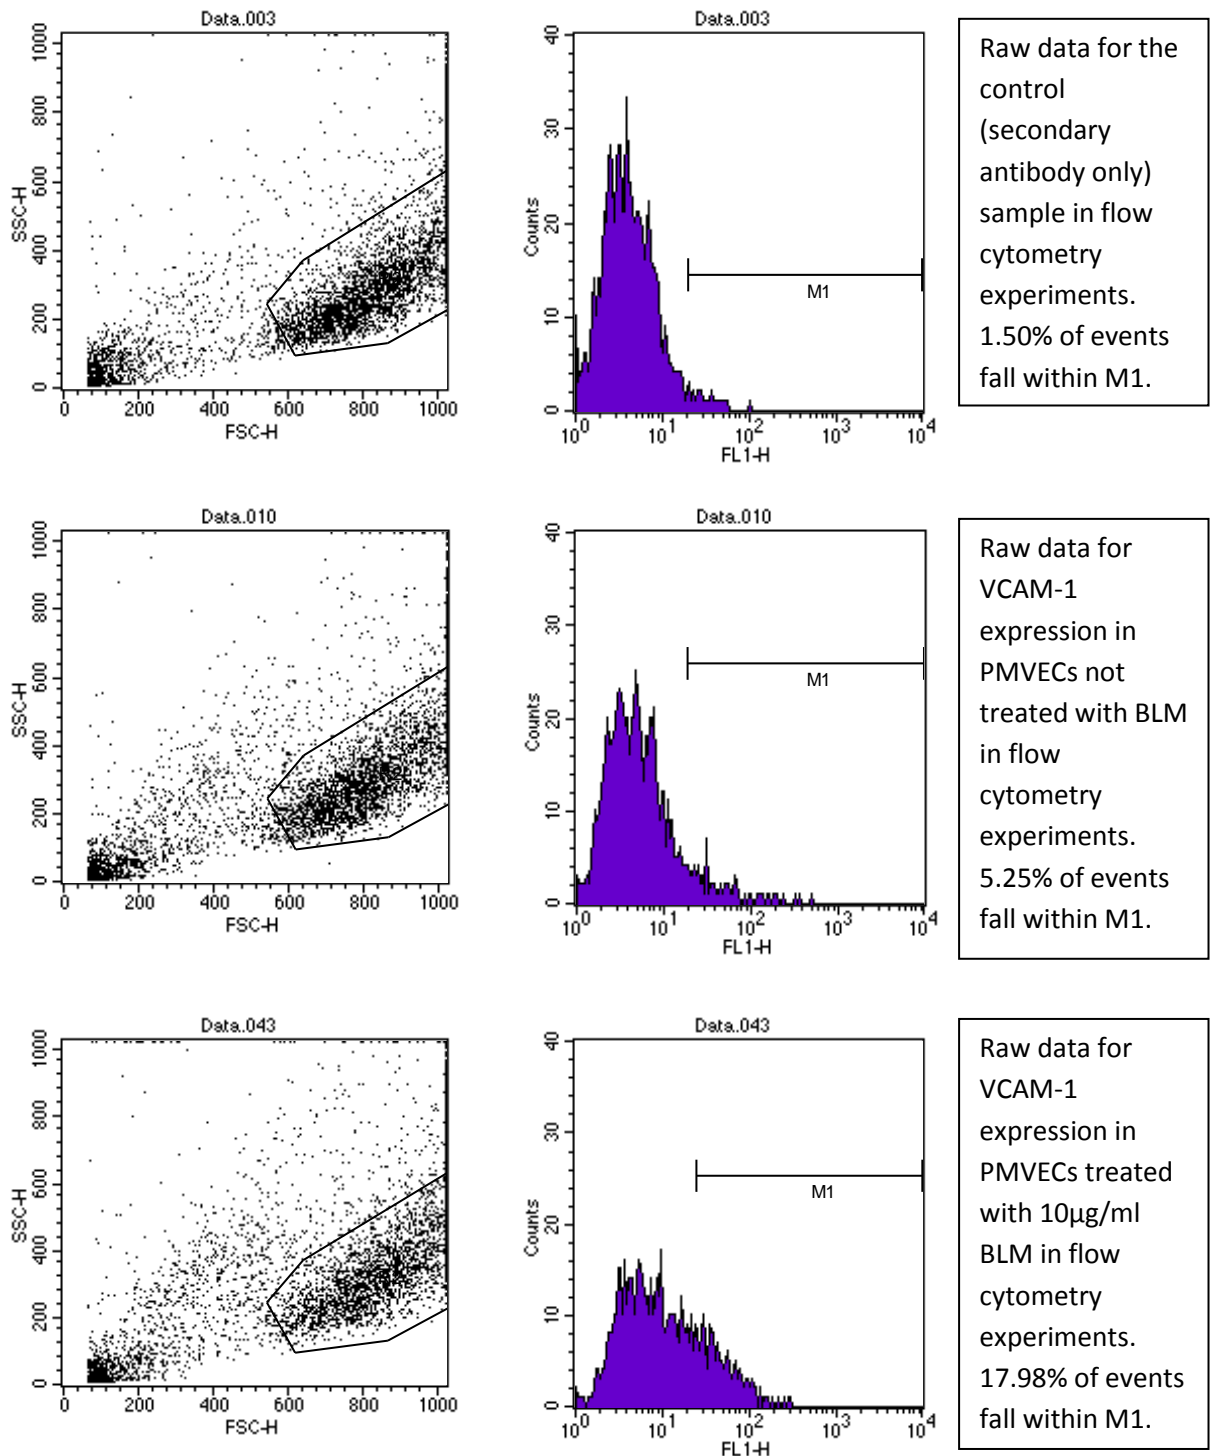 Data.003
1000
800
600
400
200
0
SSC-H
0 200 400 600 800 1000
FSC-H
Data.003
40
30
20
10
0
Counts
M1
10^0 10^1 10^2 10^3 10^4
FL1-H
Raw data for the
control
(secondary
antibody only)
sample in flow
cytometry
experiments.
1.50% of events
fall within M1.
Data.010
1000
800
600
400
200
0
SSC-H
0 200 400 600 800 1000
FSC-H
Data.010
40
30
20
10
0
Counts
M1
10^0 10^1 10^2 10^3 10^4
FL1-H
Raw data for
VCAM-1
expression in
PMVECs not
treated with BLM
in flow
cytometry
experiments.
5.25% of events
fall within M1.
Data.043
1000
800
600
400
200
0
SSC-H
0 200 400 600 800 1000
FSC-H
Data.043
40
30
20
10
0
Counts
M1
10^0 10^1 10^2 10^3 10^4
FL1-H
Raw data for
VCAM-1
expression in
PMVECs treated
with 10µg/ml
BLM in flow
cytometry
experiments.
17.98% of events
fall within M1.